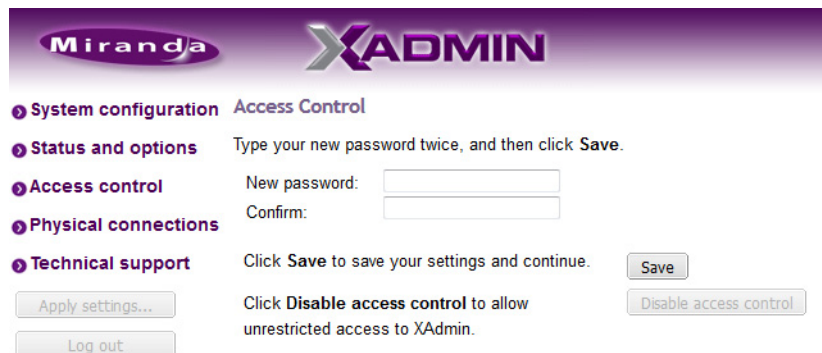 Miranda
XADMIN
System configuration
Status and options
Access control
Physical connections
Technical support
Apply settings...
Log out
Access Control
Type your new password twice, and then click Save.
New password:
Confirm:
Click Save to save your settings and continue.
Save
Click Disable access control to allow
unrestricted access to XAdmin.
Disable access control